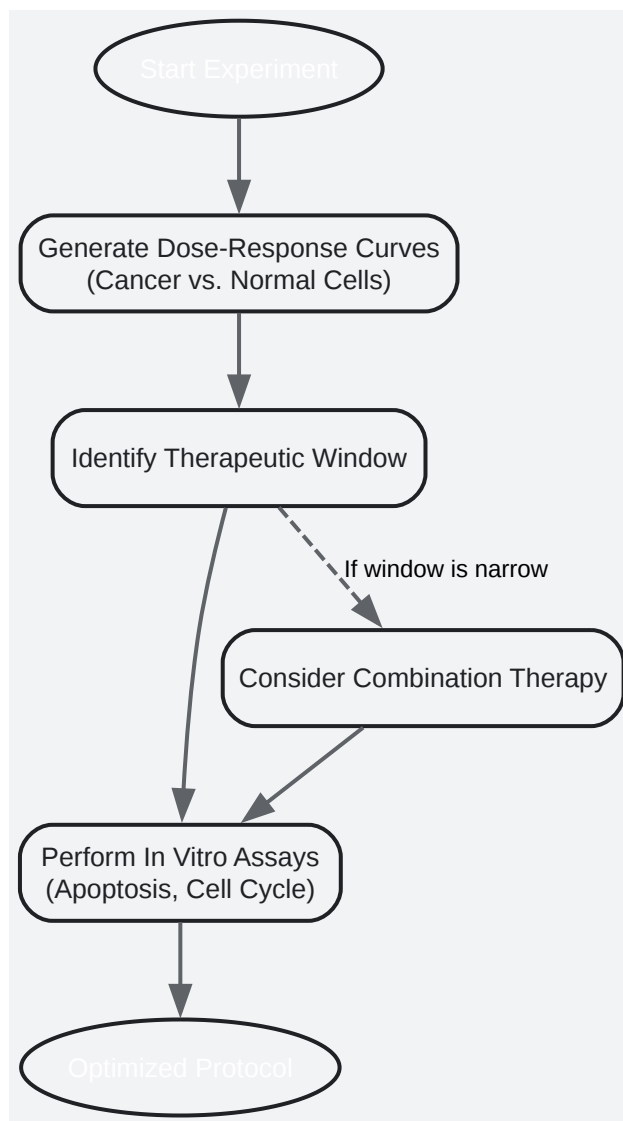 Start Experiment
Generate Dose-Response Curves
(Cancer vs. Normal Cells)
Identify Therapeutic Window
If window is narrow
Consider Combination Therapy
Perform In Vitro Assays
(Apoptosis, Cell Cycle)
Optimized Protocol